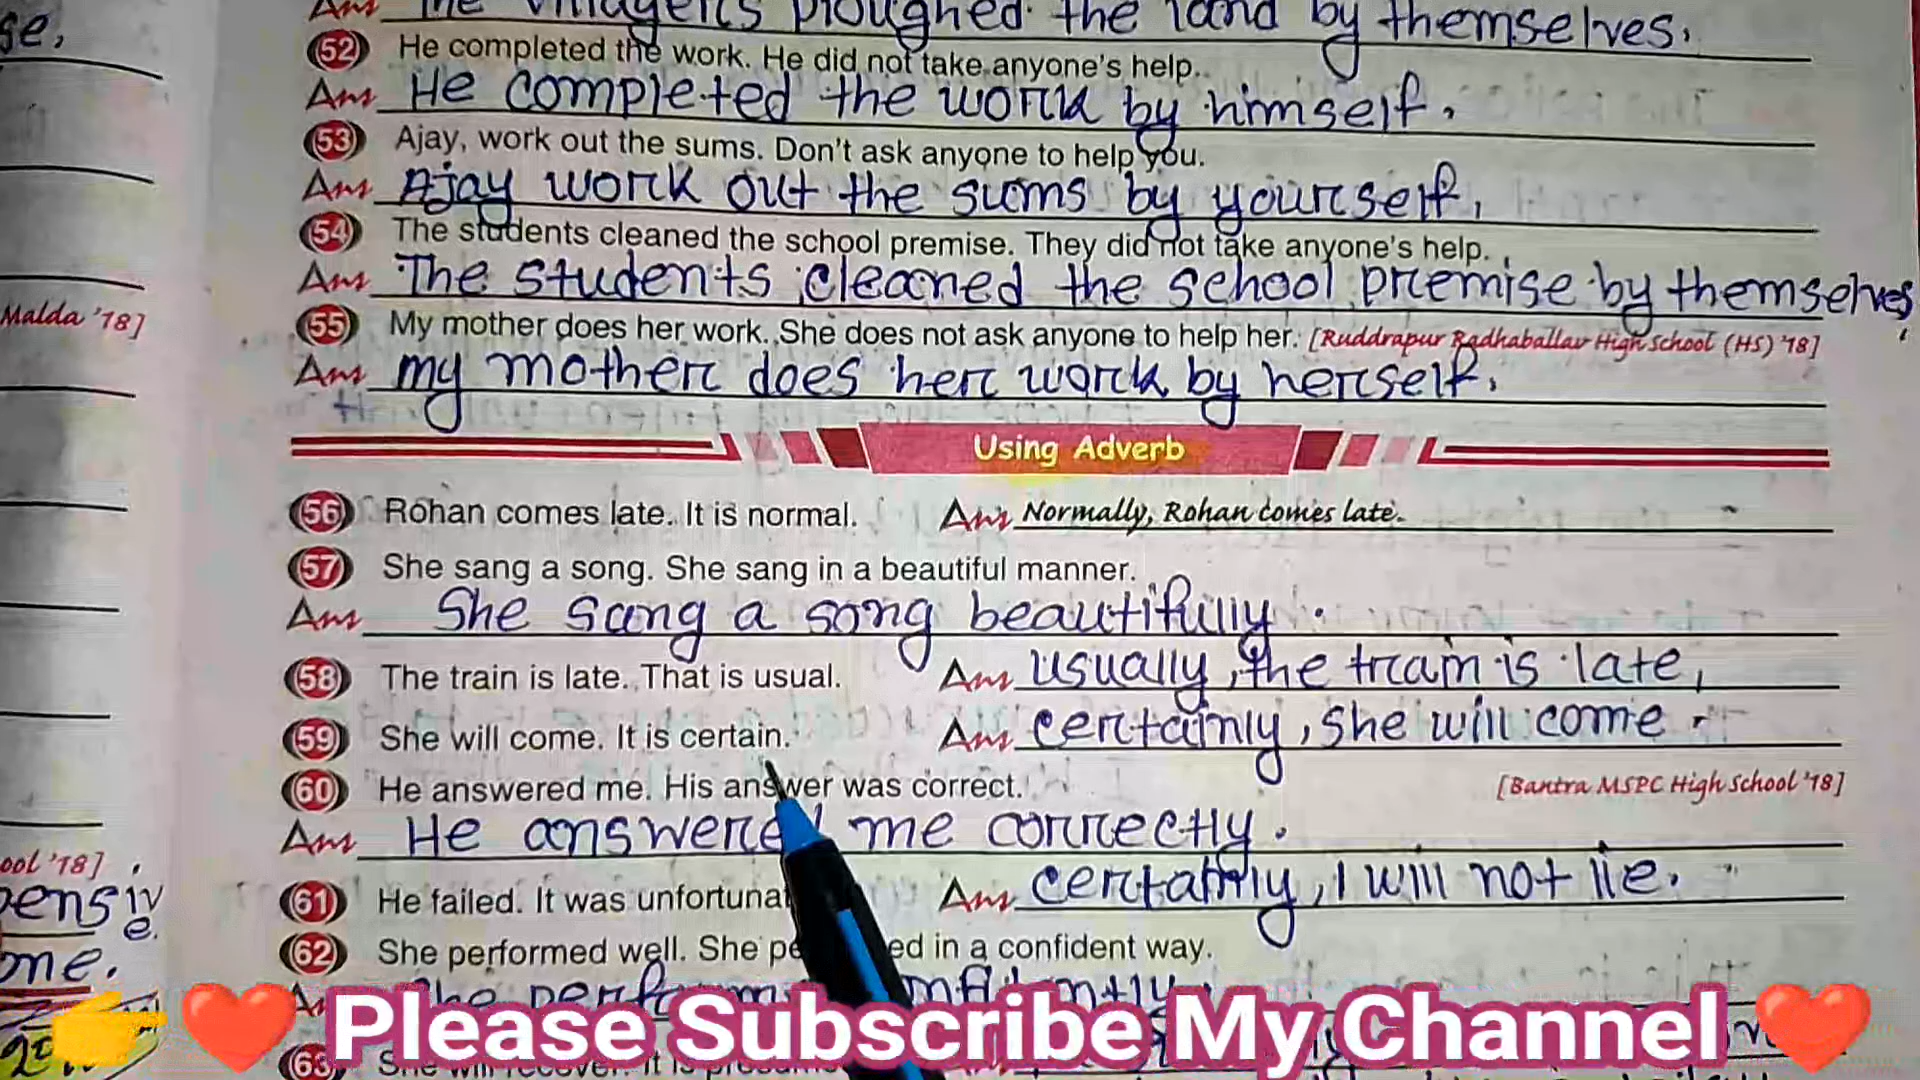 se,
Ans The villagers ploughed the land by themselves.
52 He completed the work. He did not take anyone's help.
Ans He completed the work by himself.
53 Ajay, work out the sums. Don't ask anyone to help you.
Ans Ajay work out the sums by yourself.
54 The students cleaned the school premise. They did not take anyone's help.
Ans The students cleaned the school premise by themselves
Malda '18]
55 My mother does her work. She does not ask anyone to help her. [Ruddrapur Radhaballav High School (HS) '18]
Ans my mother does her work by herself.
Using Adverb
56 Rohan comes late. It is normal. Ans Normally, Rohan comes late.
57 She sang a song. She sang in a beautiful manner.
Ans She sang a song beautifully.
58 The train is late. That is usual. Ans usually, the train is late,
59 She will come. It is certain. Ans certainly, she will come.
60 He answered me. His answer was correct. [Bantra MSPC High School '18]
Ans He answered me correctly.
ool '18]
61 He failed. It was unfortunat Ans certainly, I will not lie.
pensiv
e.
62 She performed well. She pe ed in a confident way.
ome.
👉 ❤️ Please Subscribe My Channel ❤️
63